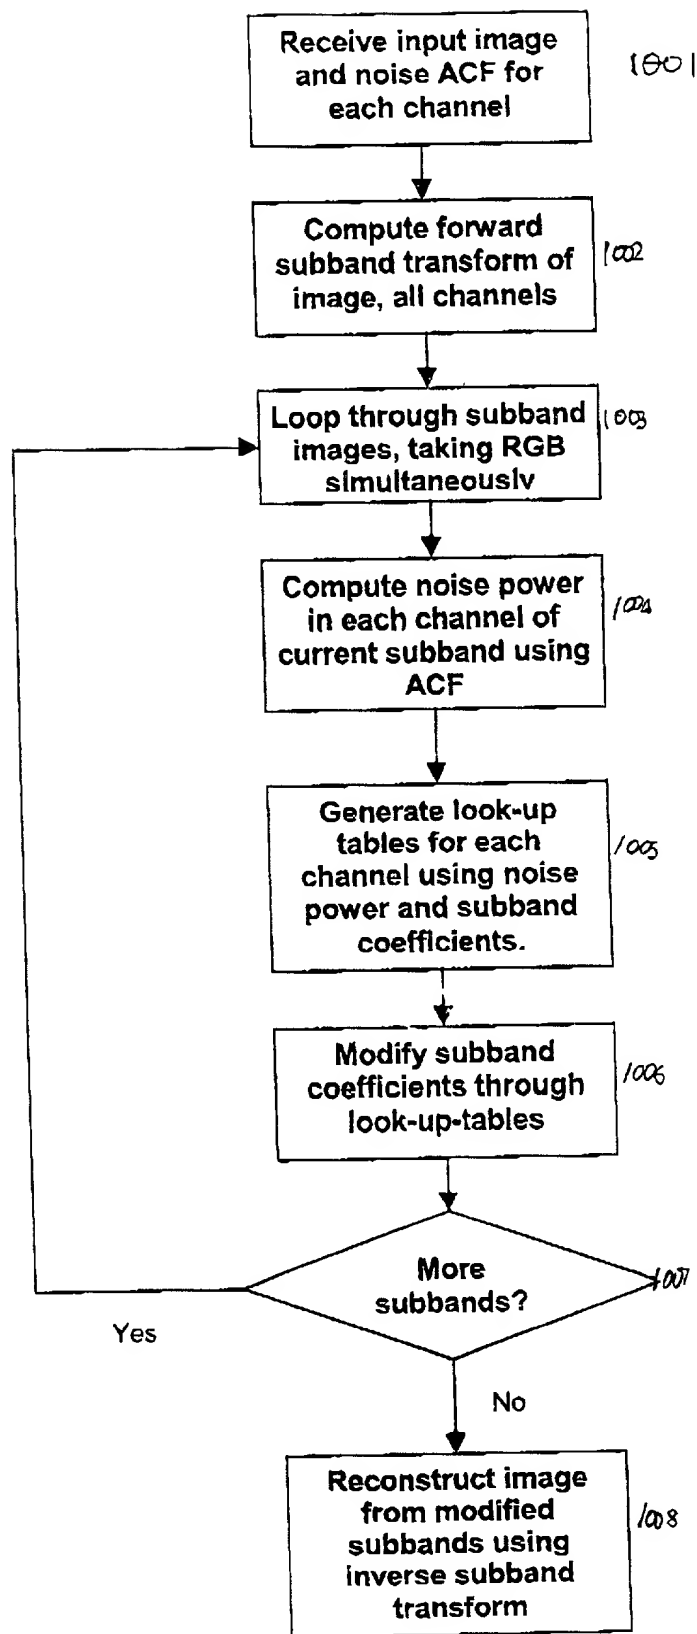 Receive input image
and noise ACF for
each channel
1001
Compute forward
subband transform of
image, all channels
1002
Loop through subband
images, taking RGB
simultaneously
1003
Compute noise power
in each channel of
current subband using
ACF
1004
Generate look-up
tables for each
channel using noise
power and subband
coefficients.
1005
Modify subband
coefficients through
look-up-tables
1006
More
subbands?
1007
Yes
No
Reconstruct image
from modified
subbands using
inverse subband
transform
1008